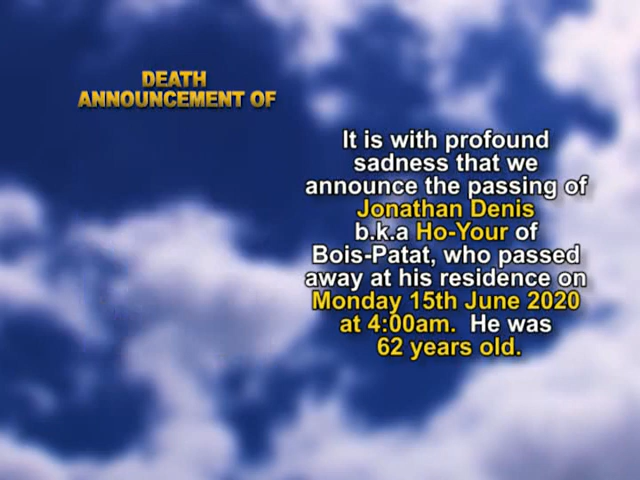 DEATH
ANNOUNCEMENT OF
It is with profound
sadness that we
announce the passing of
Jonathan Denis
b.k.a Ho-Your of
Bois-Patat, who passed
away at his residence on
Monday 15th June 2020
at 4:00am.  He was
62 years old.